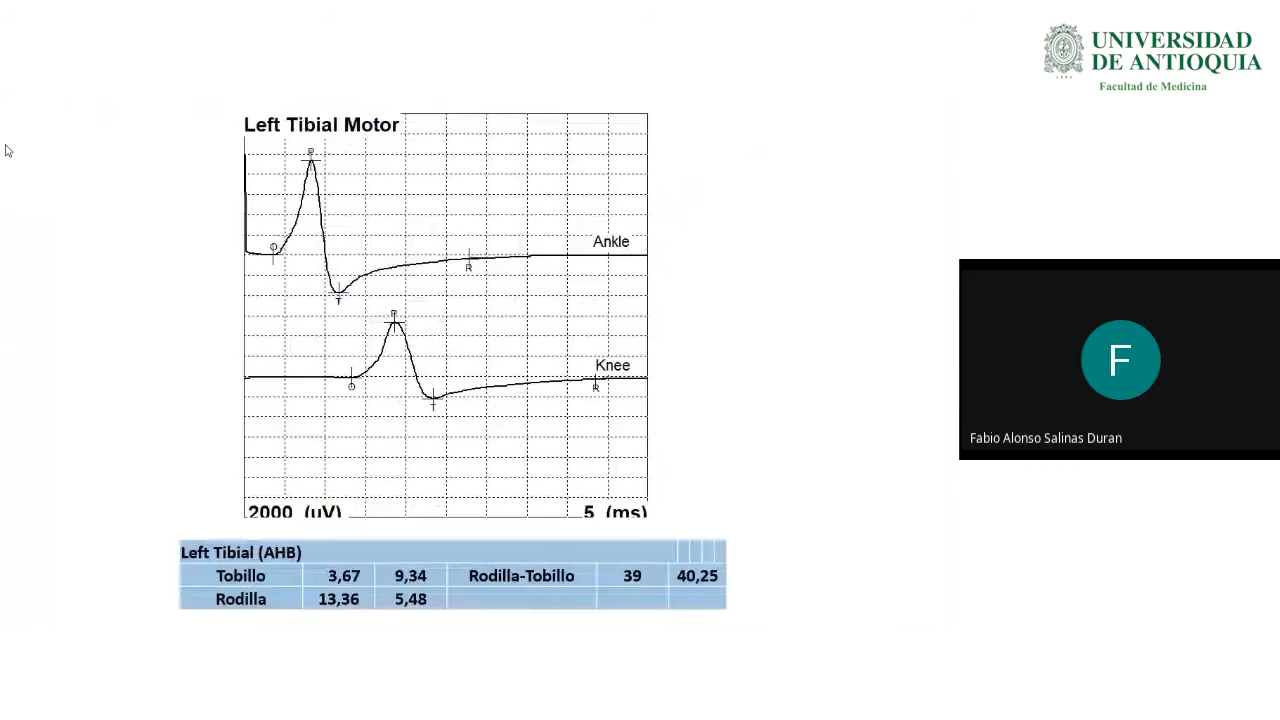 UNIVERSIDAD
DE ANTIOQUIA
1803
Facultad de Medicina
Left Tibial Motor
P
O
Ankle
R
T
P
Knee
O
R
T
2000 (uV)
5 (ms)
F
Fabio Alonso Salinas Duran
Left Tibial (AHB)
Tobillo 3,67 9,34 Rodilla-Tobillo 39 40,25
Rodilla 13,36 5,48